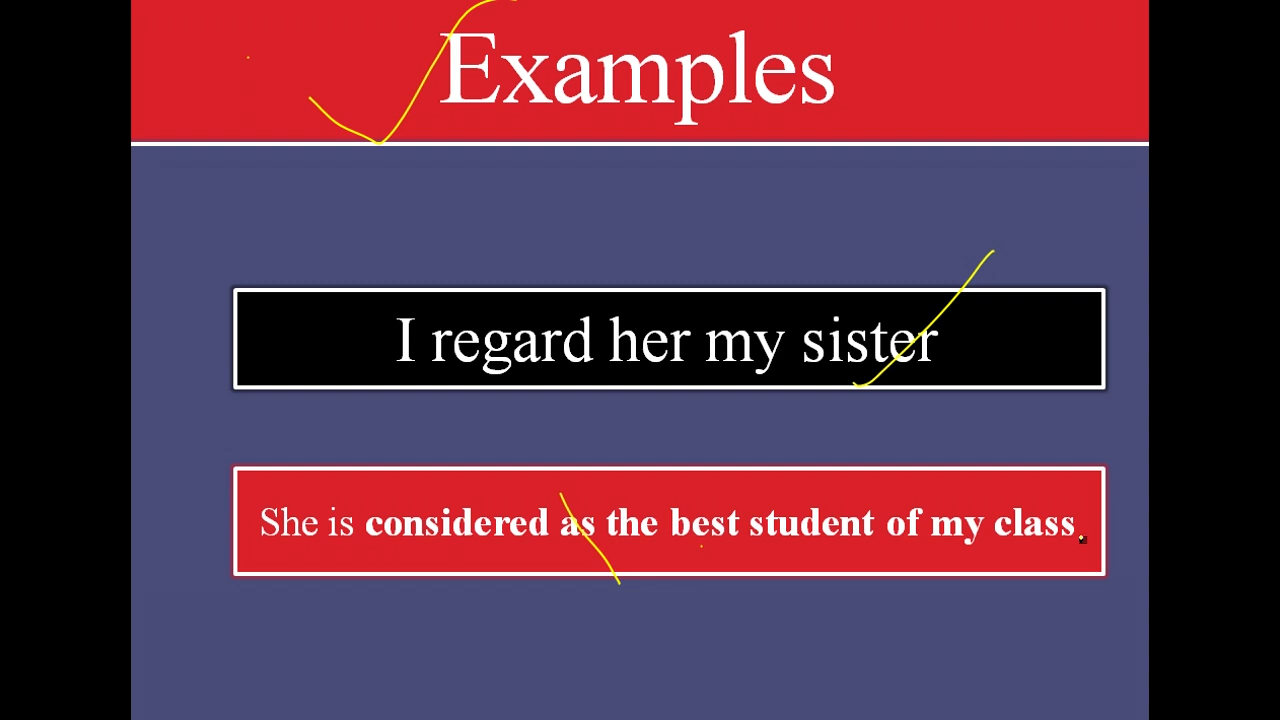 Examples
I regard her my sister
She is considered as the best student of my class.